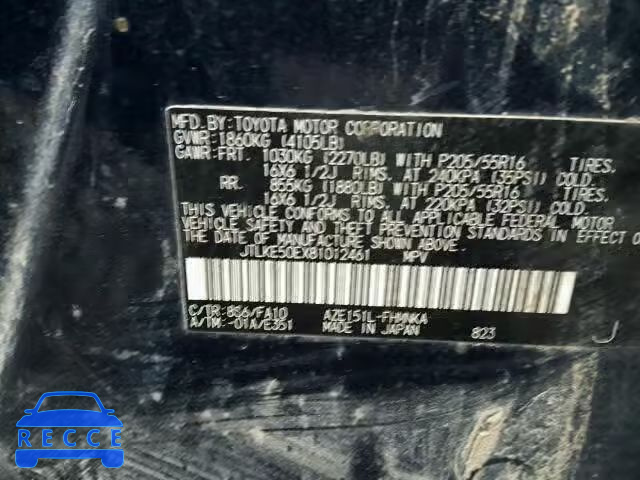 MFD. BY: TOYOTA MOTOR CORPORATION
GVWR: 1860KG (4105LB)
GAWR: FRT. 1030KG (2270LB) WITH P205/55R16 TIRES.
16X6 1/2J RIMS. AT 240KPA (35PSI) COLD.
RR. 855KG (1880LB) WITH P205/55R16 TIRES.
16X6 1/2J RIMS. AT 220KPA (32PSI) COLD.
THIS VEHICLE CONFORMS TO ALL APPLICABLE FEDERAL MOTOR
VEHICLE SAFETY AND THEFT PREVENTION STANDARDS IN EFFECT O
THE DATE OF MANUFACTURE SHOWN ABOVE.
JTLKE50EX81012461 MPV
C/TR: 8S6/FA10 AZE151L-FHMNKA
A/TM: -01A/E351 MADE IN JAPAN 823
RECCE